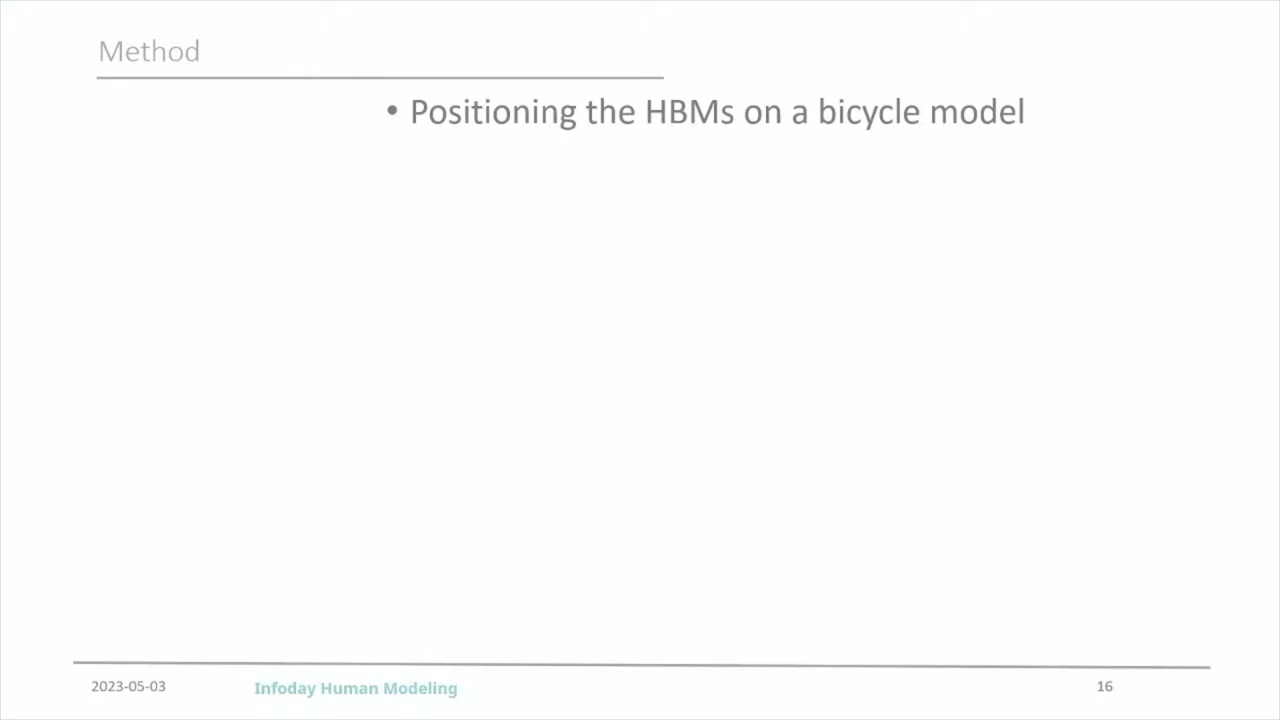 Method
• Positioning the HBMs on a bicycle model
2023-05-03
Infoday Human Modeling
16